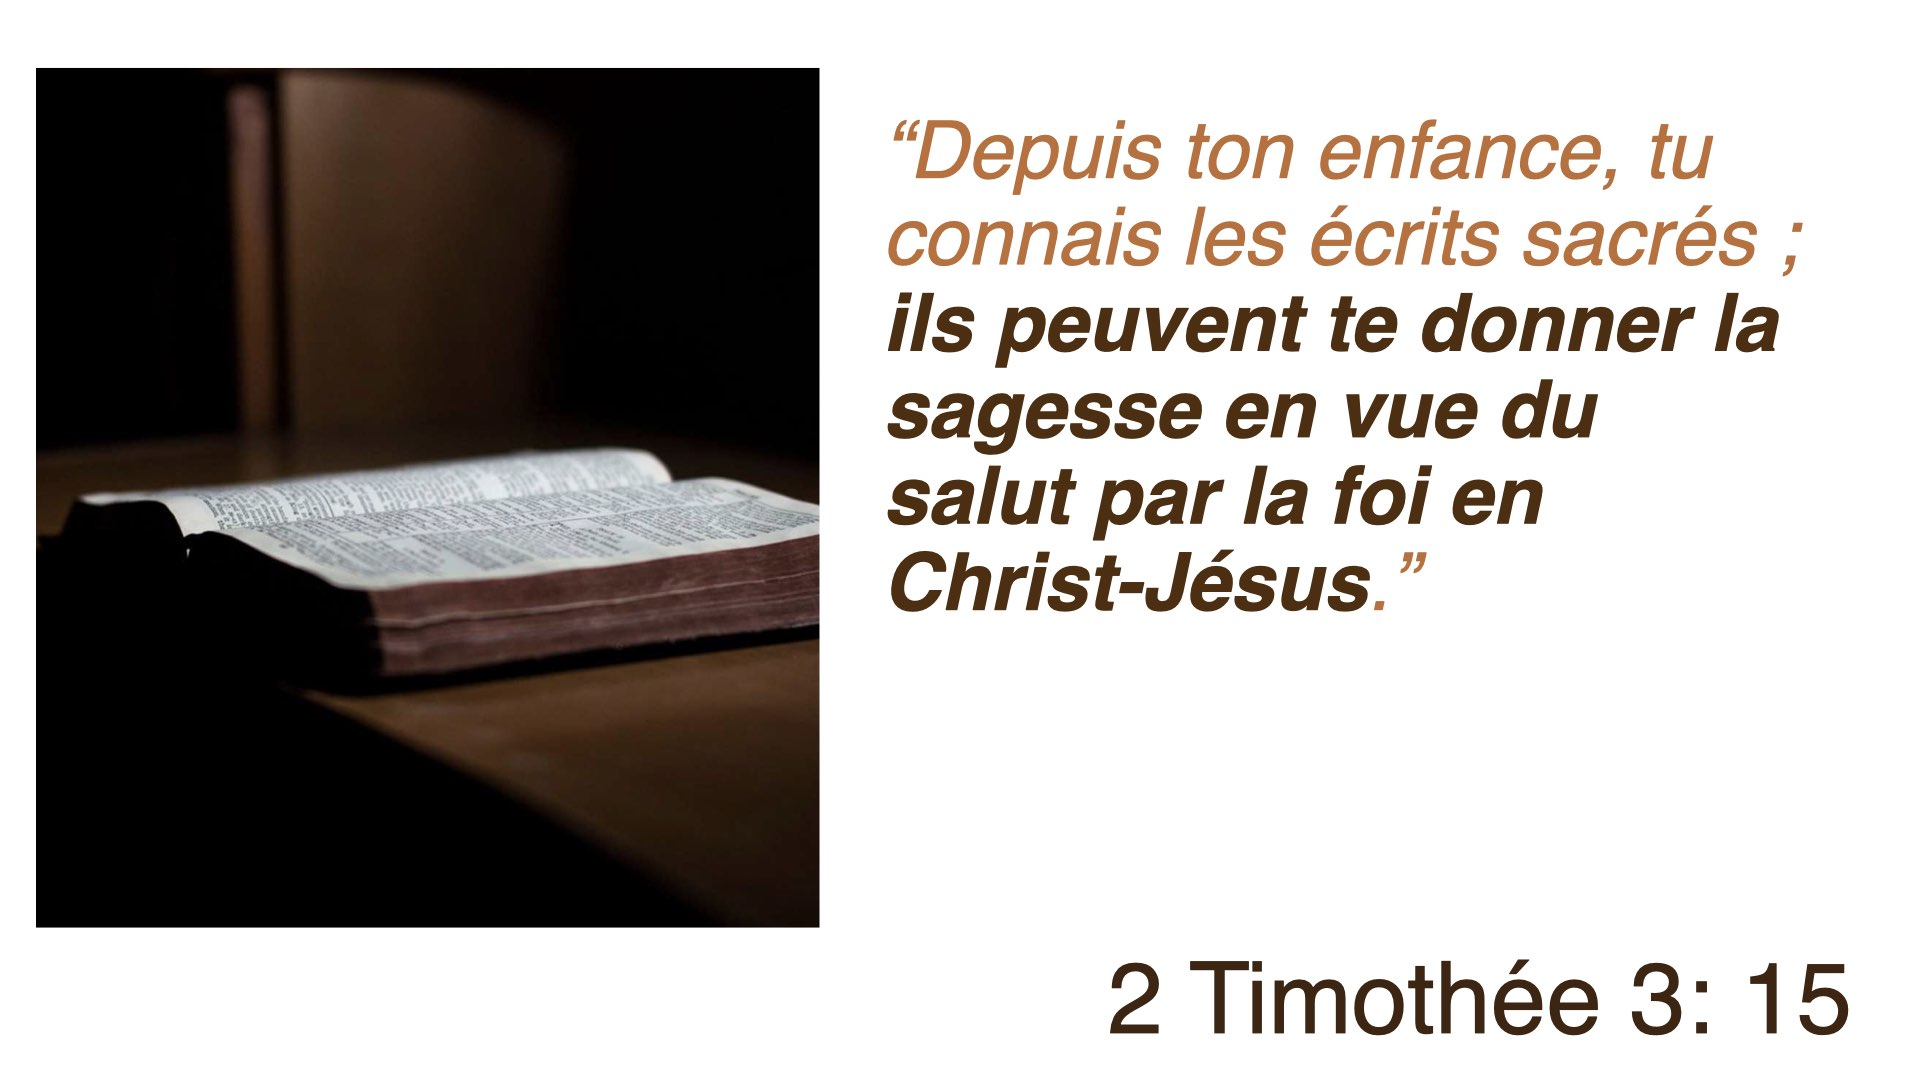 “Depuis ton enfance, tu
connais les écrits sacrés ;
ils peuvent te donner la
sagesse en vue du
salut par la foi en
Christ-Jésus.”
2 Timothée 3: 15